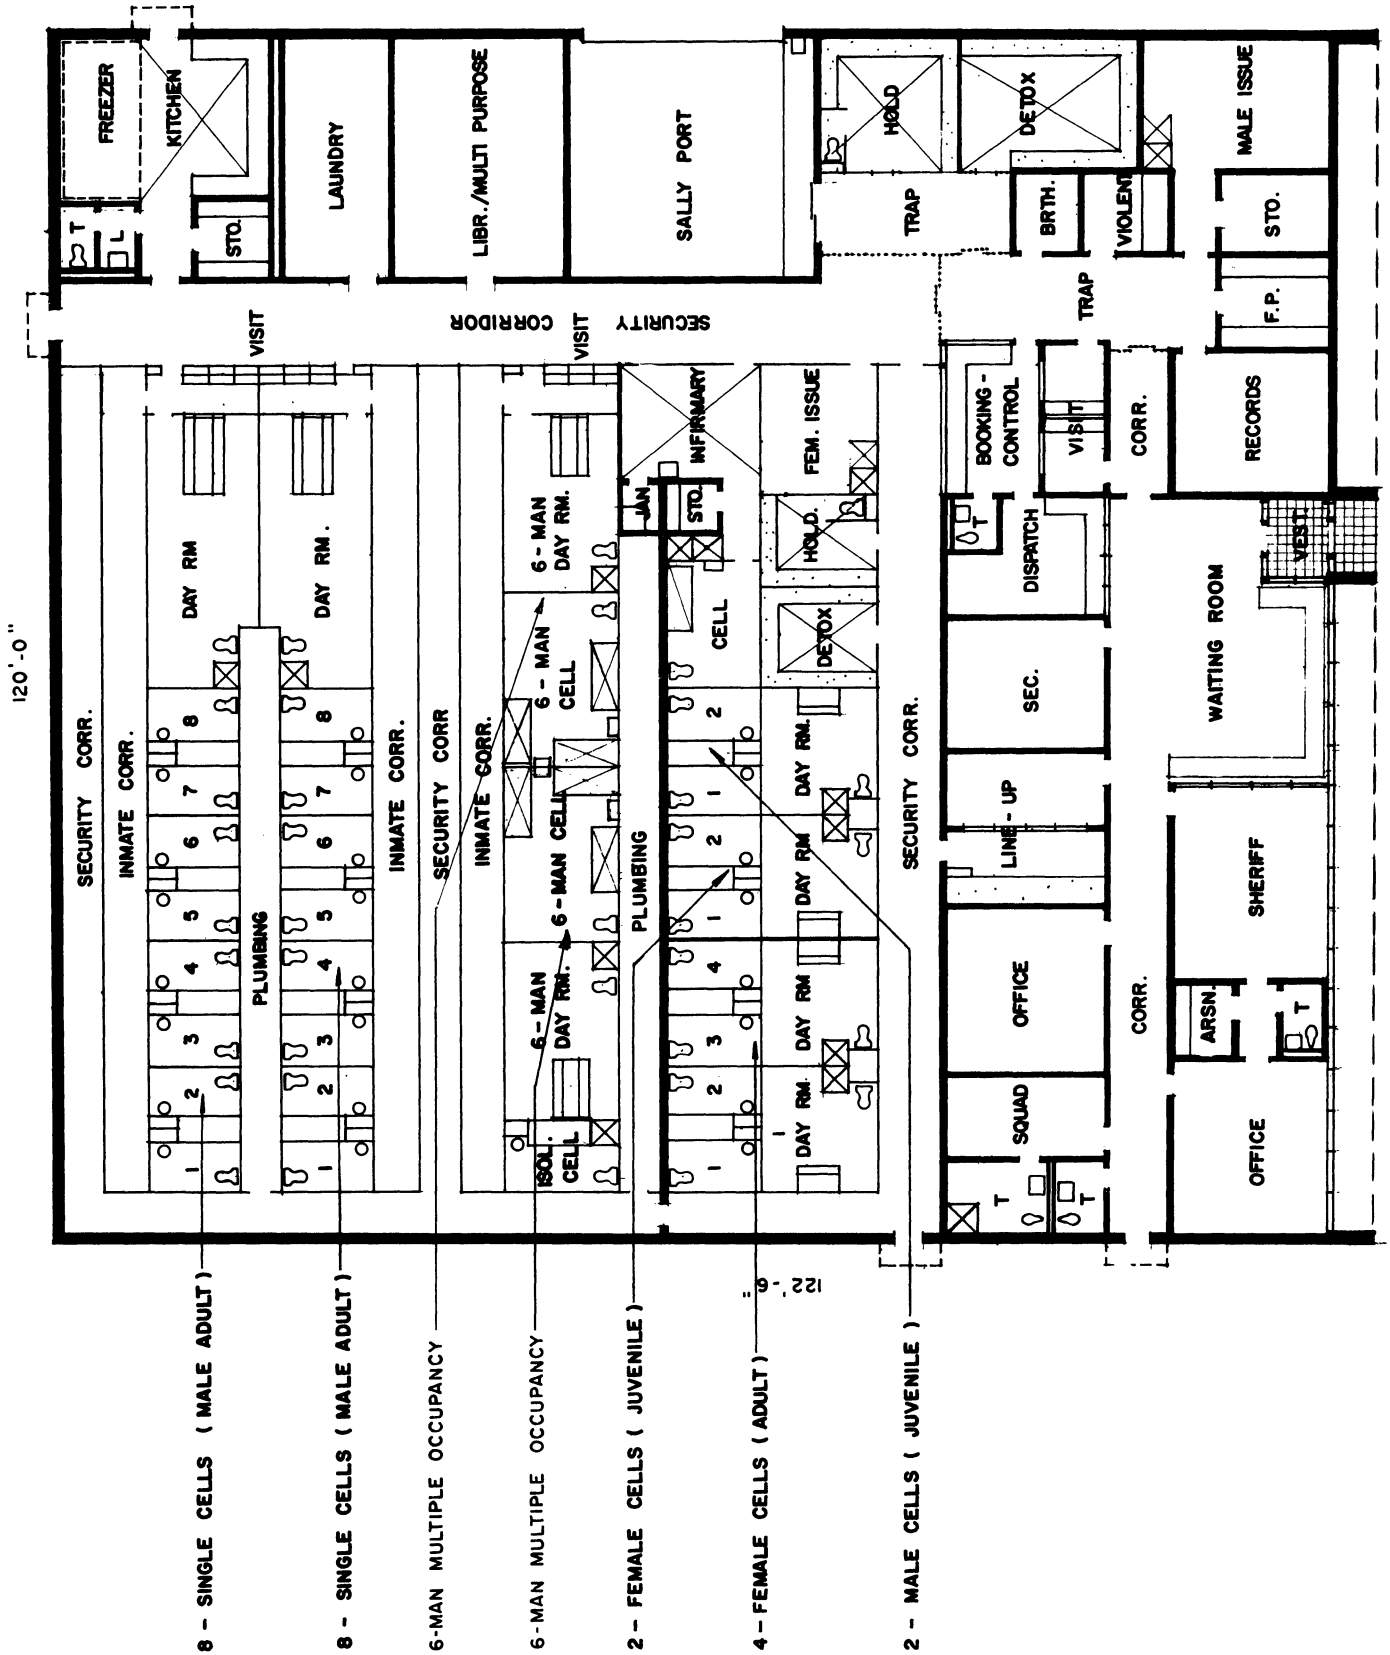 120'-0"
FREEZER
KITCHEN
T
L
STO.
LAUNDRY
LIBR./MULTI PURPOSE
SALLY PORT
HOLD
DETOX
MALE ISSUE
TRAP
BRTH.
VIOLENT
STO.
SECURITY CORRIDOR
VISIT
VISIT
TRAP
F.P.
SECURITY CORR.
INMATE CORR.
DAY RM
8
7
6
5
4
3
2
1
PLUMBING
DAY RM.
8
7
6
5
4
3
2
1
INMATE CORR.
SECURITY CORR
INMATE CORR.
6-MAN
DAY RM.
6-MAN
CELL
6-MAN CELL
6-MAN
DAY RM.
ISOL.
CELL
PLUMBING
JAN
STO.
INFIRMARY
FEM. ISSUE
HOLD.
CELL
DETOX
2
1
2
1
4
3
2
1
DAY RM.
DAY RM
DAY RM
DAY RM.
1
SECURITY CORR.
BOOKING-
CONTROL
VISIT
CORR.
RECORDS
T
DISPATCH
VEST.
SEC.
WAITING ROOM
LINE-UP
SHERIFF
OFFICE
CORR.
ARSN.
T
SQUAD
OFFICE
T
T
122'-6"
8 - SINGLE CELLS (MALE ADULT)
8 - SINGLE CELLS (MALE ADULT)
6-MAN MULTIPLE OCCUPANCY
6-MAN MULTIPLE OCCUPANCY
2 - FEMALE CELLS (JUVENILE)
4 - FEMALE CELLS (ADULT)
2 - MALE CELLS (JUVENILE)